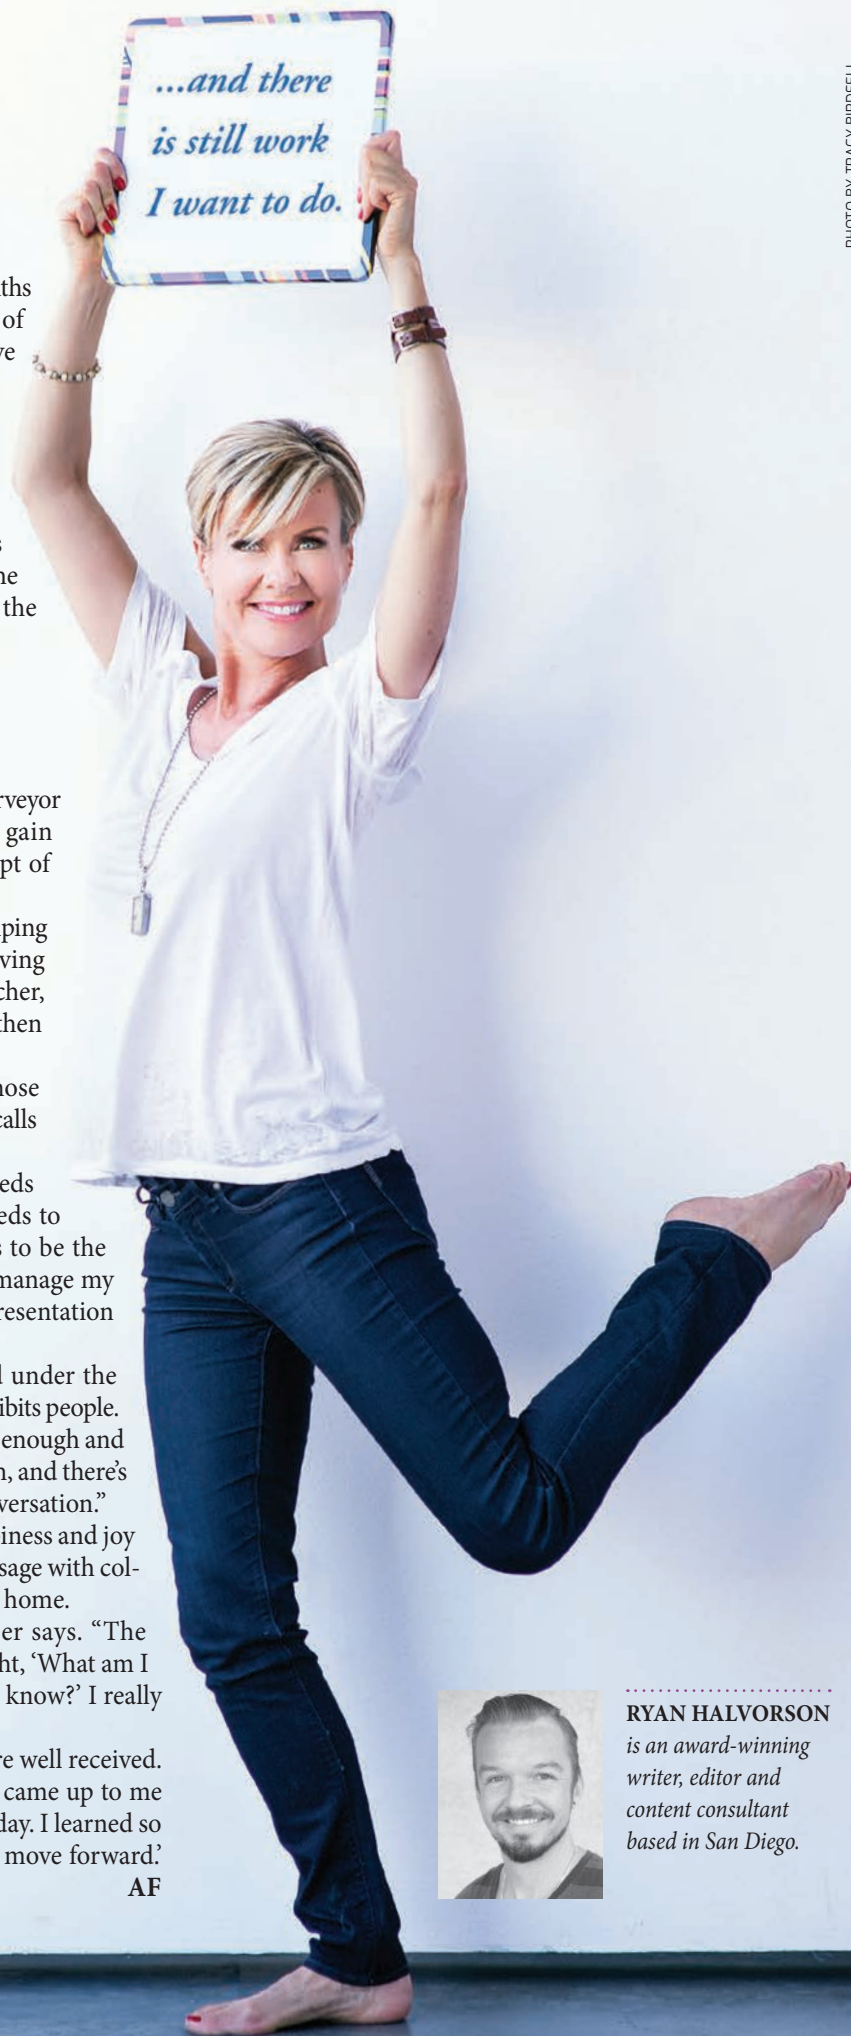 ...and there
is still work
I want to do.
ths
of
ve
he
the
rveyor
gain
pt of
ping
ving
cher,
then
hose
calls
eds
eds to
s to be the
manage my
resentation
under the
ibits people.
enough and
n, and there's
versation."
iness and joy
sage with col-
home.
er says. “The
ht, ‘What am I
know?’ I really
re well received.
came up to me
day. I learned so
move forward.’
AF
RYAN HALVORSON
is an award-winning
writer, editor and
content consultant
based in San Diego.
PHOTO BY TRACY